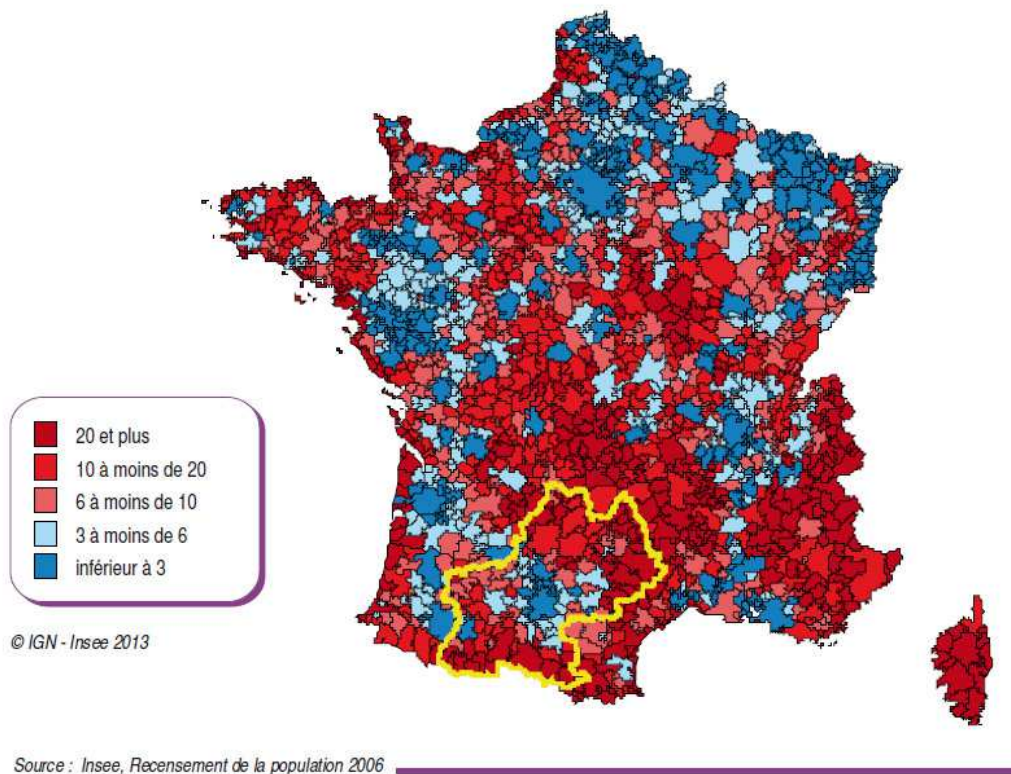 20 et plus
10 à moins de 20
6 à moins de 10
3 à moins de 6
inférieur à 3
© IGN - Insee 2013
Source : Insee, Recensement de la population 2006